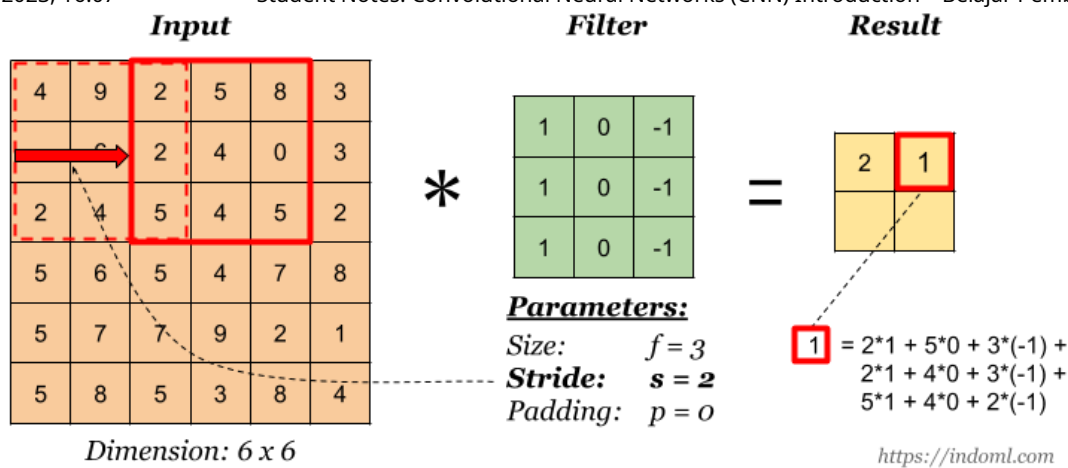 Input Filter Result
4 9 2 5 8 3
2 4 0 3
2 4 5 4 5 2
5 6 5 4 7 8
5 7 7 9 2 1
5 8 5 3 8 4
Dimension: 6 x 6
*
1 0 -1
1 0 -1
1 0 -1
Parameters:
Size: f = 3
Stride: s = 2
Padding: p = 0
=
2 1
1 = 2*1 + 5*0 + 3*(-1) +
2*1 + 4*0 + 3*(-1) +
5*1 + 4*0 + 2*(-1)
https://indoml.com